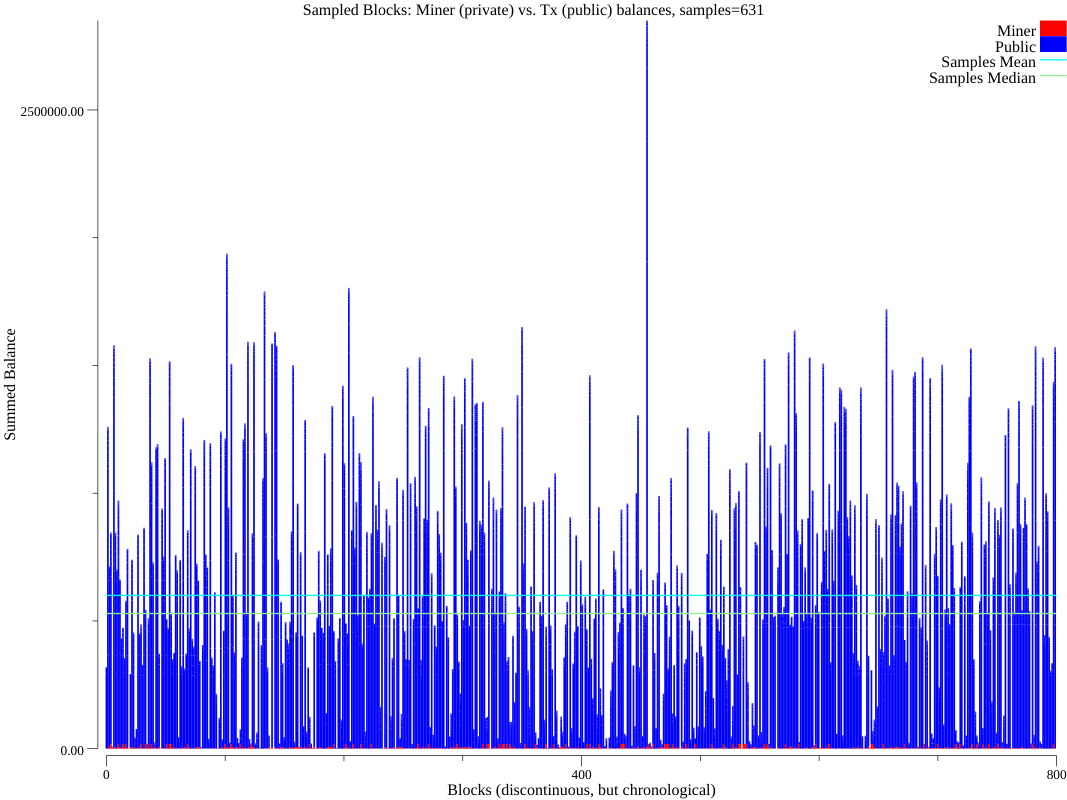 Sampled Blocks: Miner (private) vs. Tx (public) balances, samples=631
Miner
Public
Samples Mean
Samples Median
2500000.00
Summed Balance
0.00
0
400
800
Blocks (discontinuous, but chronological)